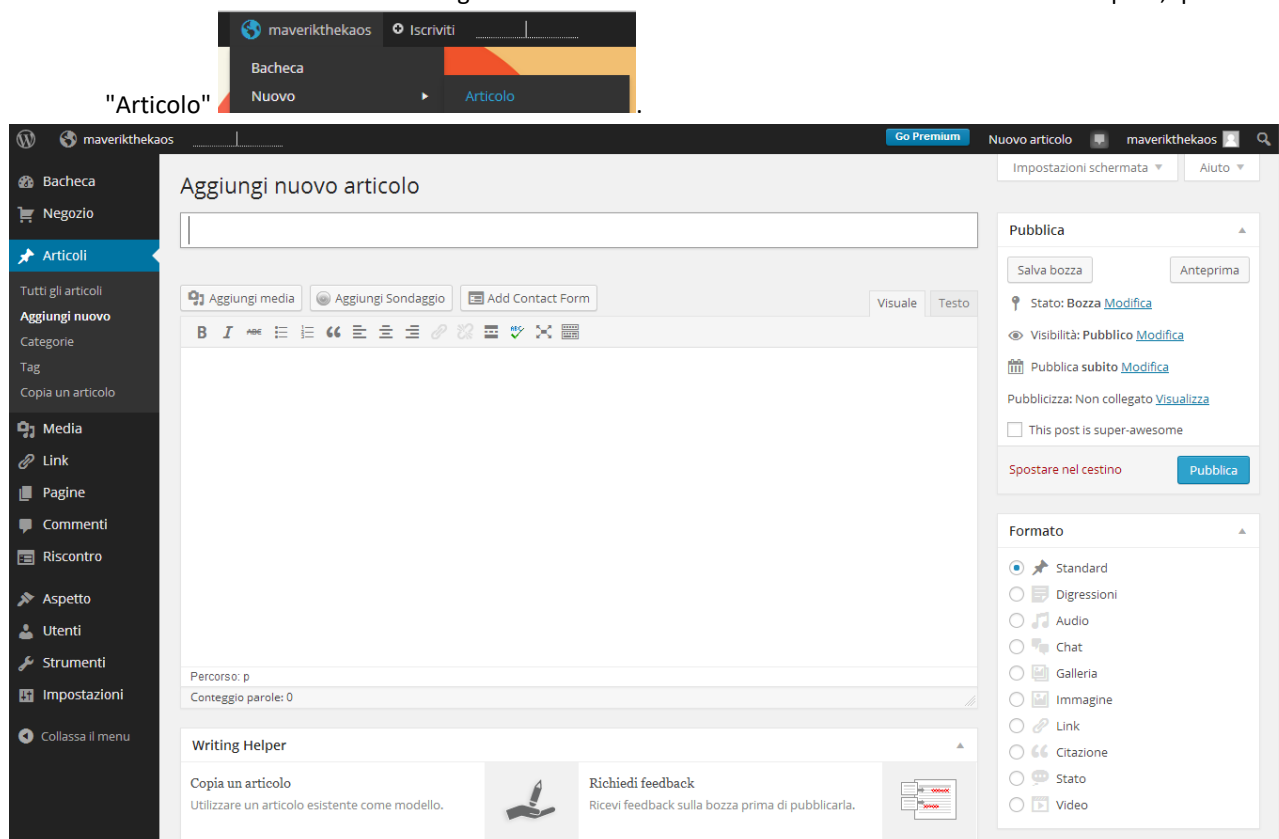 maverikthekaos Iscriviti
Bacheca
"Articolo" Nuovo Articolo .
maverikthekaos Go Premium Nuovo articolo maverikthekaos
Impostazioni schermata Aiuto
Bacheca
Negozio
Articoli
Tutti gli articoli
Aggiungi nuovo
Categorie
Tag
Copia un articolo
Media
Link
Pagine
Commenti
Riscontro
Aspetto
Utenti
Strumenti
Impostazioni
Collassa il menu
Aggiungi nuovo articolo
Aggiungi media Aggiungi Sondaggio Add Contact Form
Visuale Testo
B I ABC ABC
Percorso: p
Conteggio parole: 0
Writing Helper
Copia un articolo
Utilizzare un articolo esistente come modello.
Richiedi feedback
Ricevi feedback sulla bozza prima di pubblicarla.
Pubblica
Salva bozza Anteprima
Stato: Bozza Modifica
Visibilità: Pubblico Modifica
Pubblica subito Modifica
Pubblicizza: Non collegato Visualizza
This post is super-awesome
Spostare nel cestino Pubblica
Formato
Standard
Digressioni
Audio
Chat
Galleria
Immagine
Link
Citazione
Stato
Video